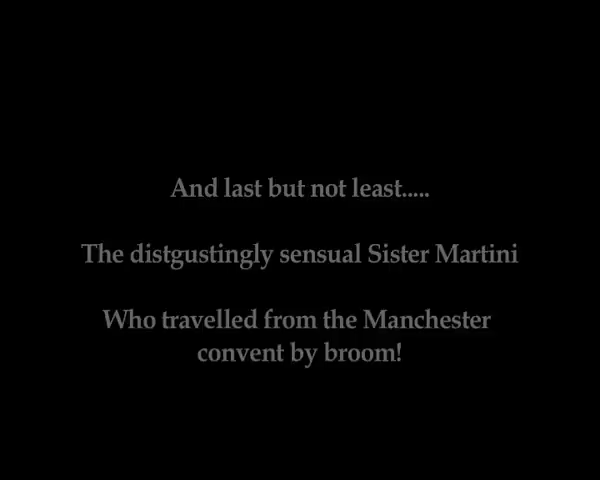 And last but not least.....
The distgustingly sensual Sister Martini
Who travelled from the Manchester
convent by broom!